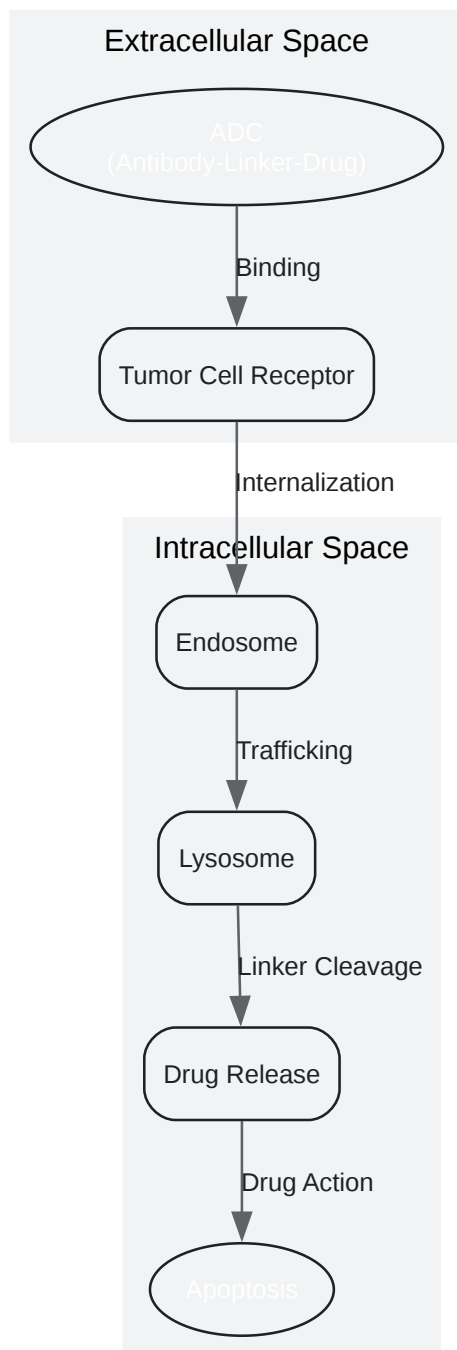 Extracellular Space
ADC
(Antibody-Linker-Drug)
Binding
Tumor Cell Receptor
Internalization
Intracellular Space
Endosome
Trafficking
Lysosome
Linker Cleavage
Drug Release
Drug Action
Apoptosis